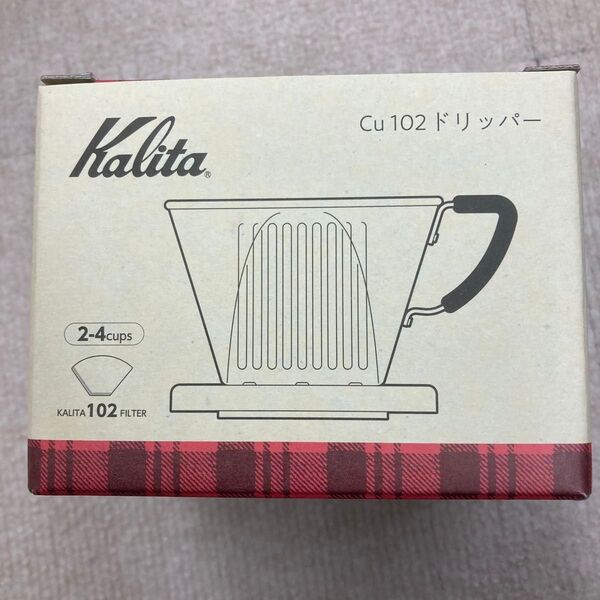 Kalita®
Cu 102 ドリッパー
2-4cups
KALITA 102 FILTER